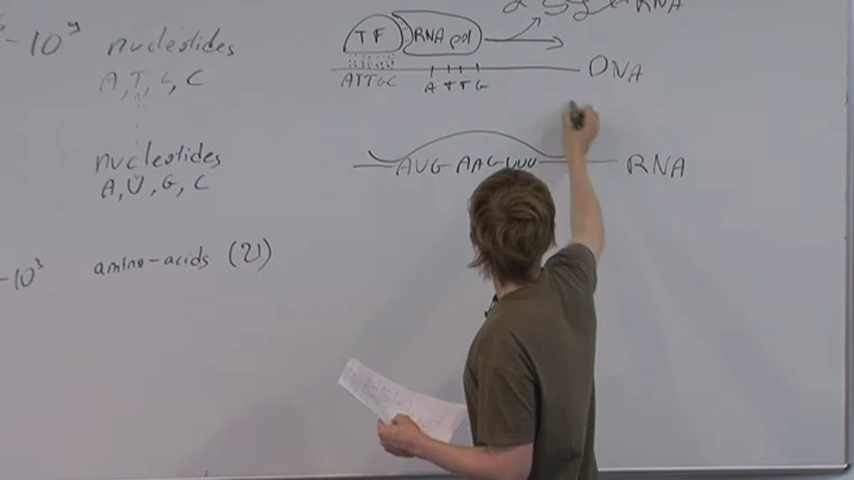 -10⁹ nucleotides
A, T, G, C
nucleotides
A, U, G, C
-10³ amino-acids (21)
RNA
TF RNA pol
DNA
ATTGC A T T G
AUG AAG UUU RNA